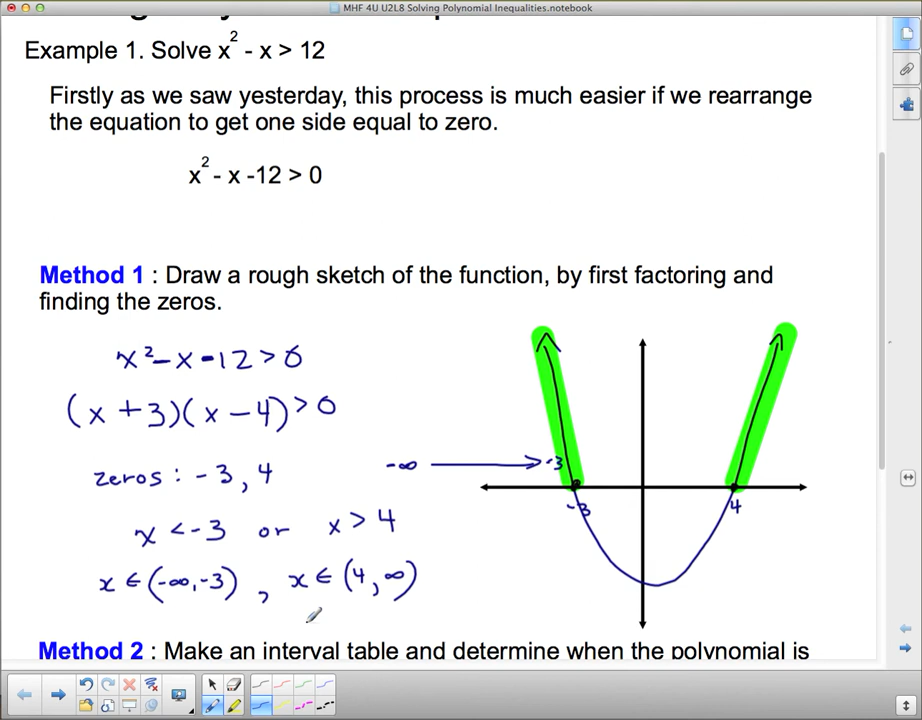 MHF 4U U2L8 Solving Polynomial Inequalities.notebook
Example 1. Solve x² - x > 12
Firstly as we saw yesterday, this process is much easier if we rearrange
the equation to get one side equal to zero.
x² - x -12 > 0
Method 1 : Draw a rough sketch of the function, by first factoring and
finding the zeros.
x² - x - 12 > 0
(x + 3)(x - 4) > 0
zeros : -3, 4
x < -3 or x > 4
x ∈ (-∞, -3) , x ∈ (4, ∞)
-∞ → -3
-3 4
Method 2 : Make an interval table and determine when the polynomial is